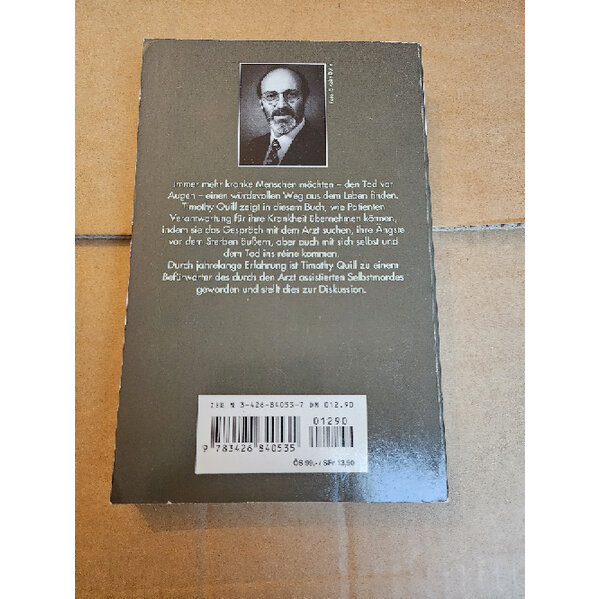 Immer mehr kranke Menschen möchten – den Tod vor
Augen – einen würdevollen Weg aus dem Leben finden.
Timothy Quill zeigt in diesem Buch, wie Patienten
Verantwortung für ihre Krankheit übernehmen können,
indem sie das Gespräch mit dem Arzt suchen, ihre Ängste
vor dem Sterben äußern, aber auch mit sich selbst und
dem Tod ins reine kommen.
Durch jahrelange Erfahrung ist Timothy Quill zu einem
Befürworter des durch den Arzt assistierten Selbstmordes
geworden und stellt dies zur Diskussion.
ISBN 3-426-84053-7 DM 012.90
01290
9 783426 840535
ÖS 99,- / SFr 13,90